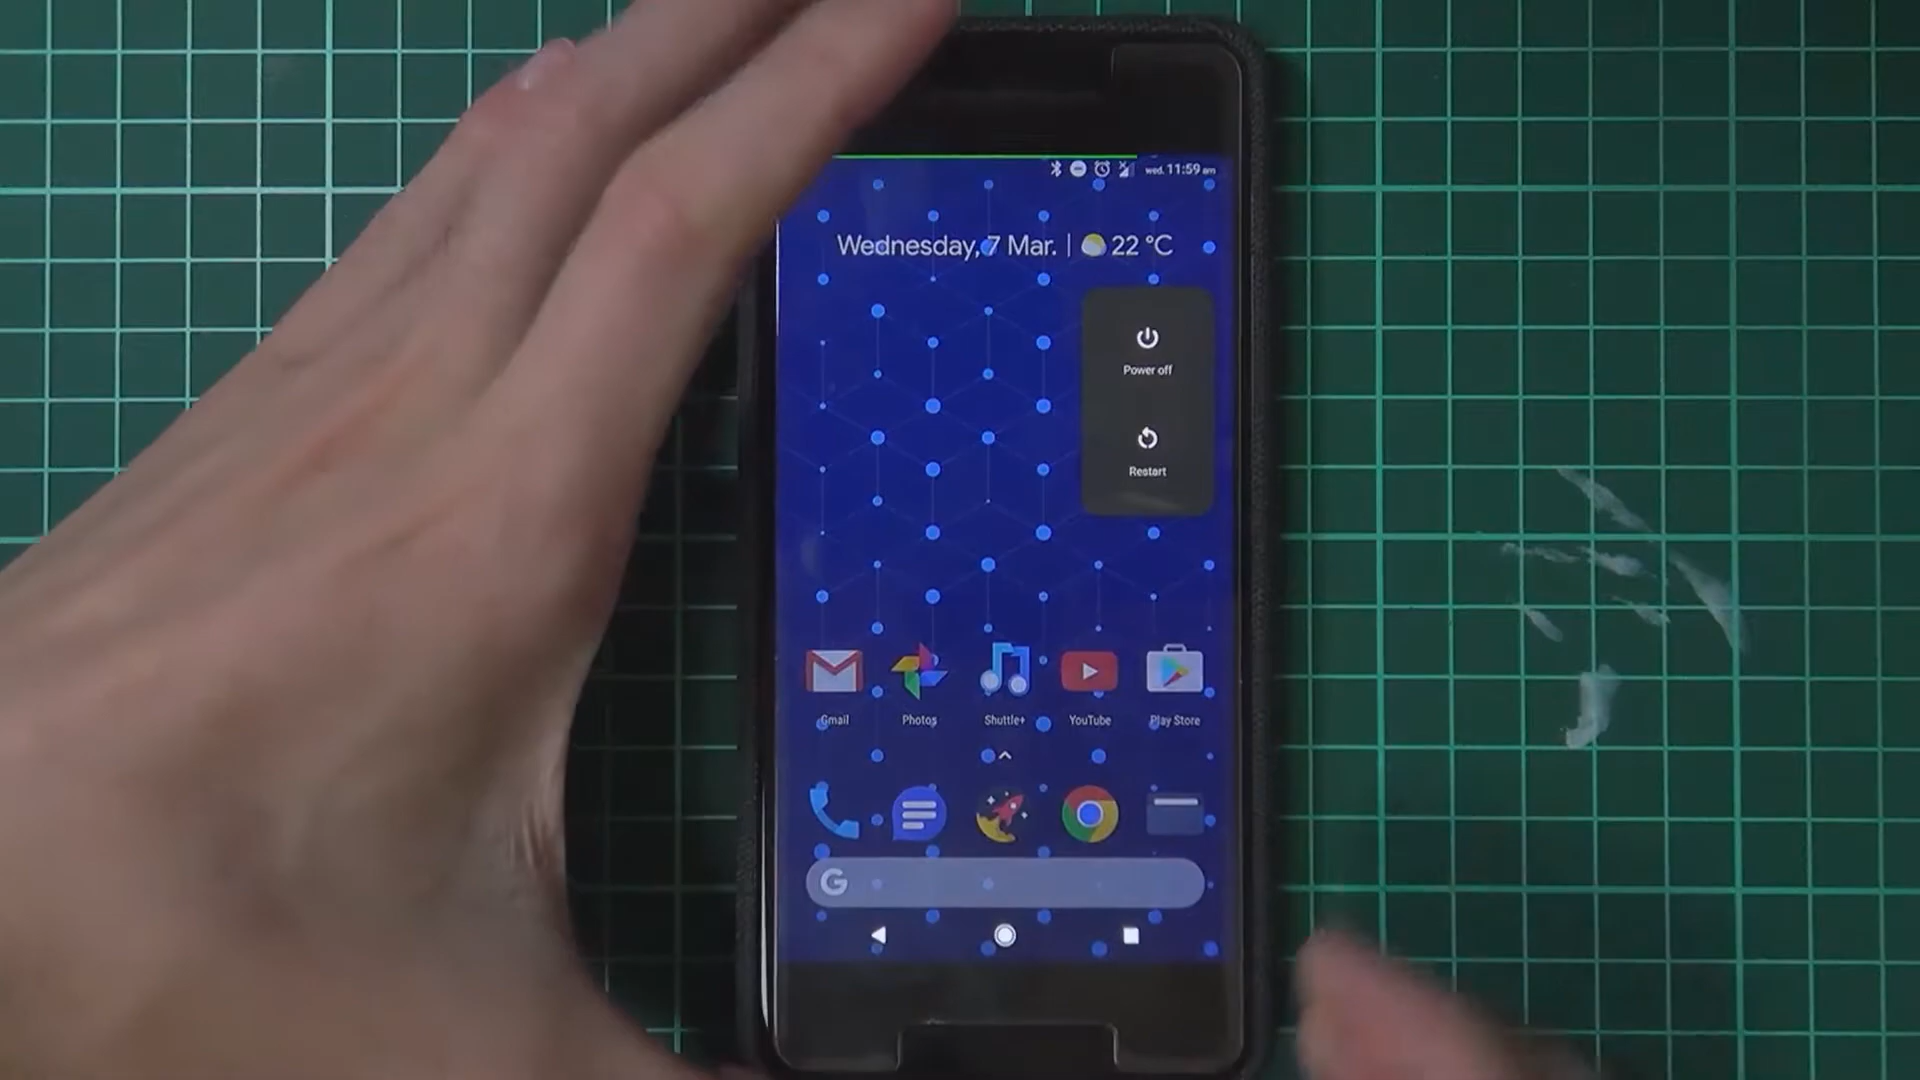 wed. 11:59 am
Wednesday, 7 Mar. | 22 °C
Power off
Restart
Gmail Photos Shuttle+ YouTube Play Store
G